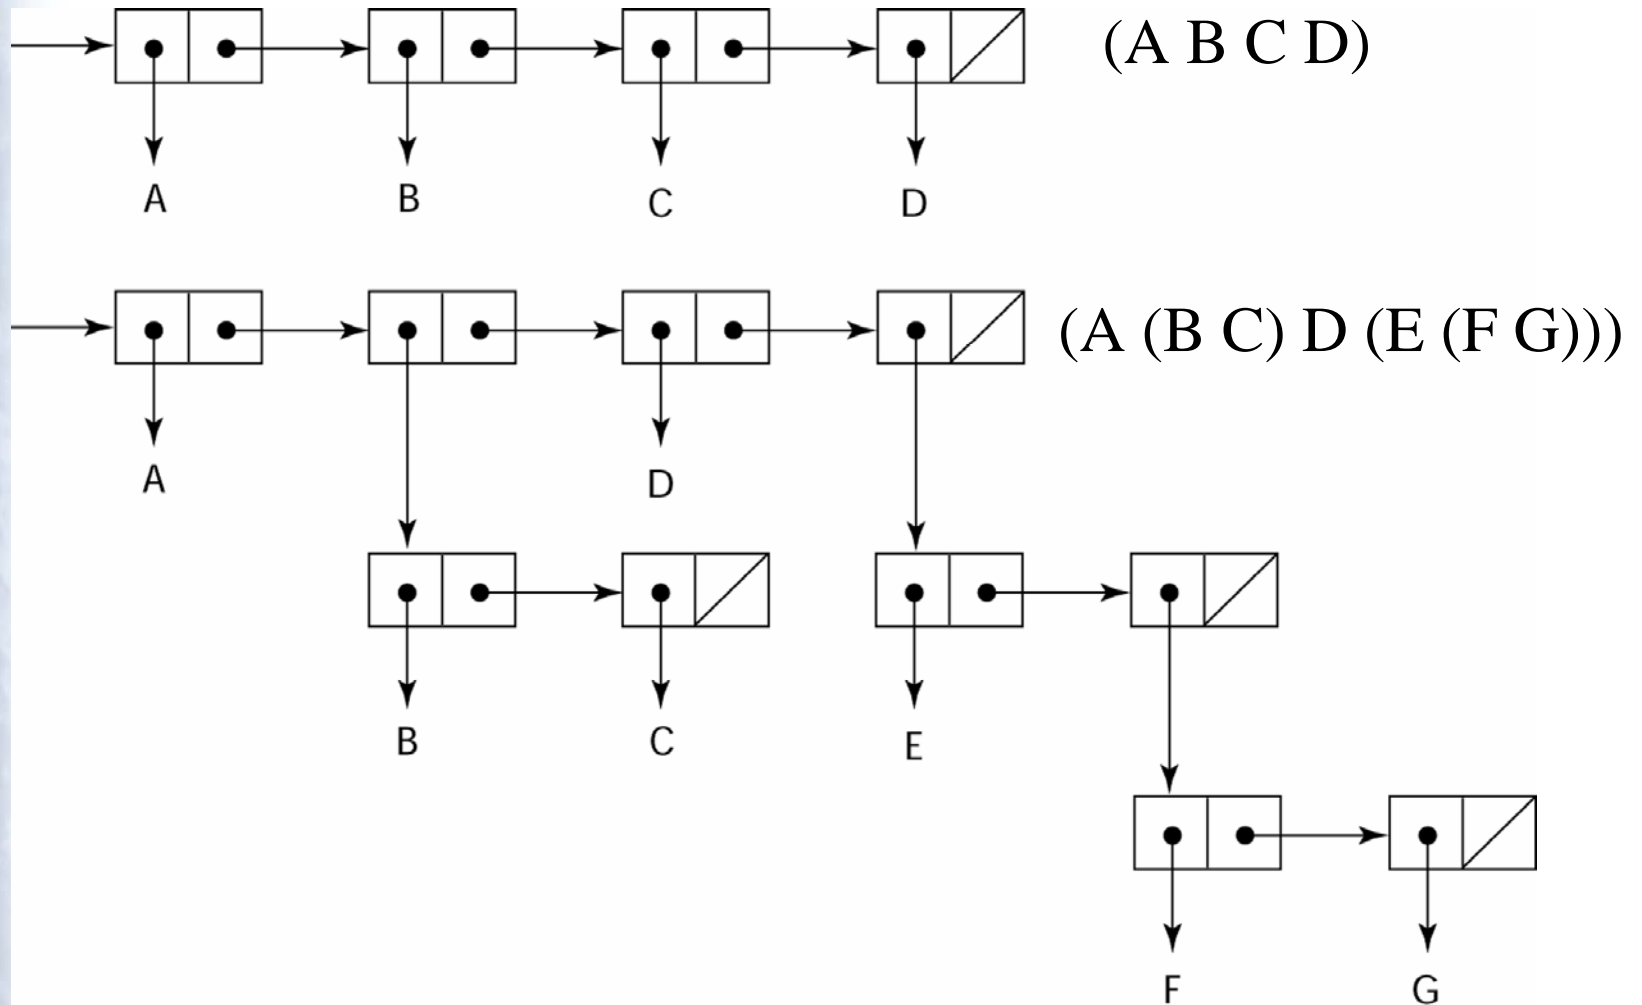 (A B C D)
A B C D
(A (B C) D (E (F G)))
A D
B C E
F G